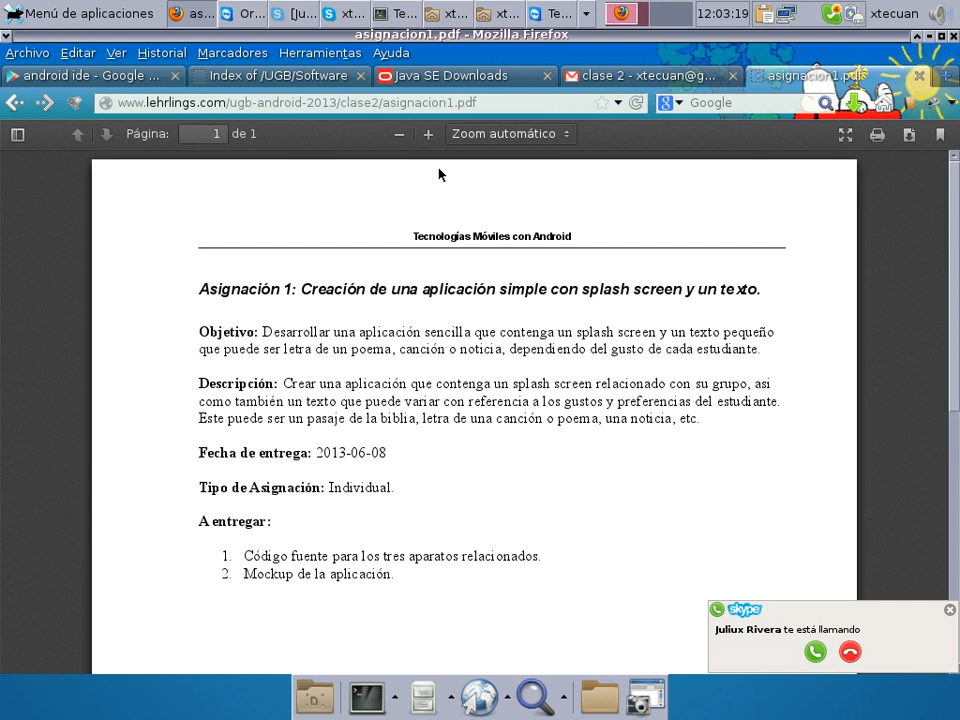 Menú de aplicaciones as... Or... [Ju... xt... Te... xt... xt... Te... 12:03:19 xtecuan
asignacion1.pdf - Mozilla Firefox
Archivo Editar Ver Historial Marcadores Herramientas Ayuda
android ide - Google ... Index of /UGB/Software Java SE Downloads clase 2 - xtecuan@g... asignacion1.pdf
www.lehrlings.com/ugb-android-2013/clase2/asignacion1.pdf Google
Página: 1 de 1 Zoom automático
Tecnologías Móviles con Android
Asignación 1: Creación de una aplicación simple con splash screen y un texto.
Objetivo: Desarrollar una aplicación sencilla que contenga un splash screen y un texto pequeño
que puede ser letra de un poema, canción o noticia, dependiendo del gusto de cada estudiante.
Descripción: Crear una aplicación que contenga un splash screen relacionado con su grupo, asi
como también un texto que puede variar con referencia a los gustos y preferencias del estudiante.
Este puede ser un pasaje de la biblia, letra de una canción o poema, una noticia, etc.
Fecha de entrega: 2013-06-08
Tipo de Asignación: Individual.
A entregar:
1. Código fuente para los tres aparatos relacionados.
2. Mockup de la aplicación.
skype
Juliux Rivera te está llamando